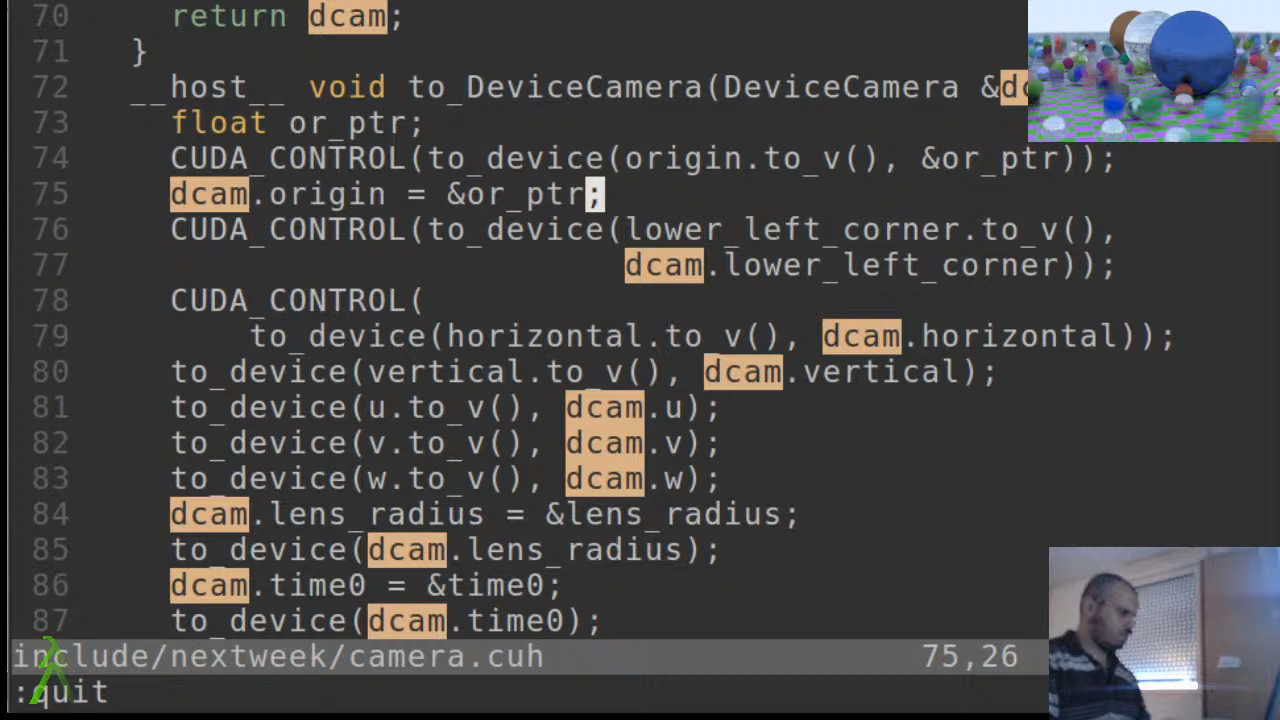 70 return dcam;
71 }
72 __host__ void to_DeviceCamera(DeviceCamera &dc
73 float or_ptr;
74 CUDA_CONTROL(to_device(origin.to_v(), &or_ptr));
75 dcam.origin = &or_ptr;
76 CUDA_CONTROL(to_device(lower_left_corner.to_v(),
77 dcam.lower_left_corner));
78 CUDA_CONTROL(
79 to_device(horizontal.to_v(), dcam.horizontal));
80 to_device(vertical.to_v(), dcam.vertical);
81 to_device(u.to_v(), dcam.u);
82 to_device(v.to_v(), dcam.v);
83 to_device(w.to_v(), dcam.w);
84 dcam.lens_radius = &lens_radius;
85 to_device(dcam.lens_radius);
86 dcam.time0 = &time0;
87 to_device(dcam.time0);
include/nextweek/camera.cuh 75,26
:quit